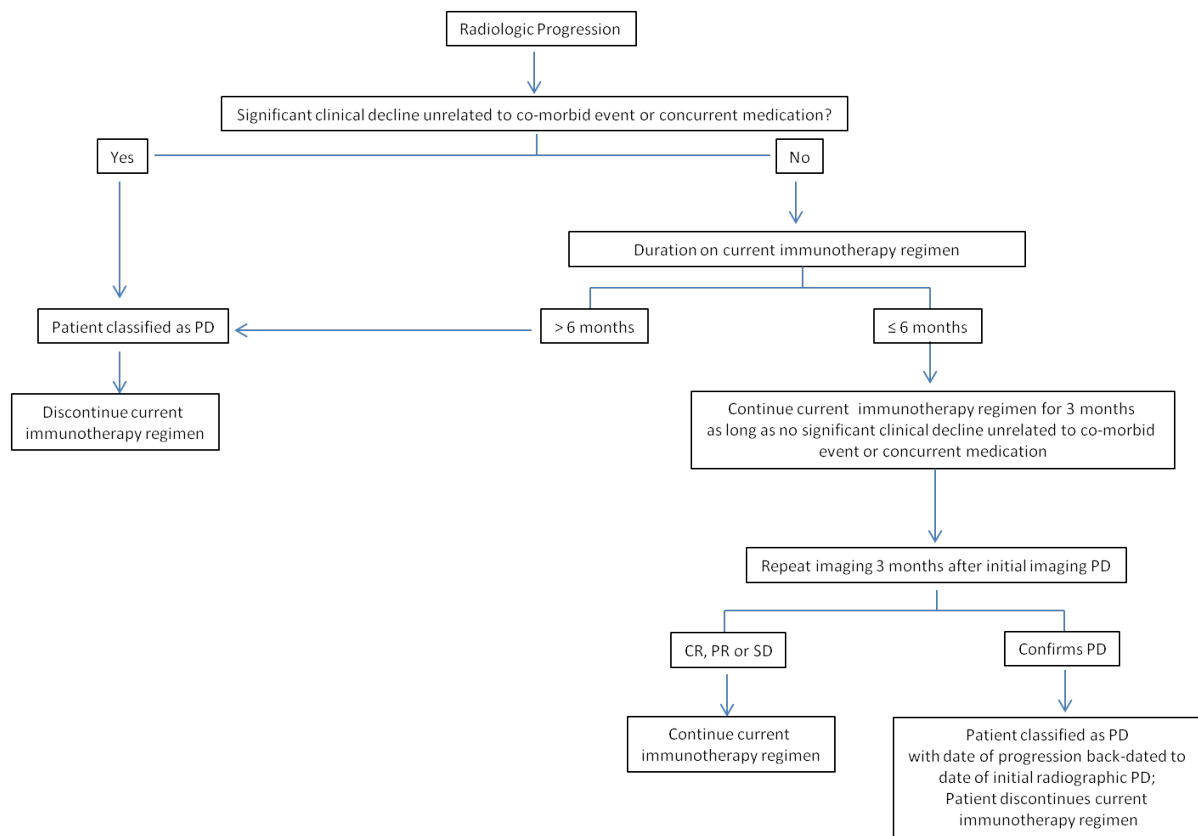 Radiologic Progression
Significant clinical decline unrelated to co-morbid event or concurrent medication?
Yes
No
Duration on current immunotherapy regimen
Patient classified as PD
> 6 months
≤ 6 months
Discontinue current
immunotherapy regimen
Continue current immunotherapy regimen for 3 months
as long as no significant clinical decline unrelated to co-morbid
event or concurrent medication
Repeat imaging 3 months after initial imaging PD
CR, PR or SD
Confirms PD
Continue current
immunotherapy regimen
Patient classified as PD
with date of progression back-dated to
date of initial radiographic PD;
Patient discontinues current
immunotherapy regimen